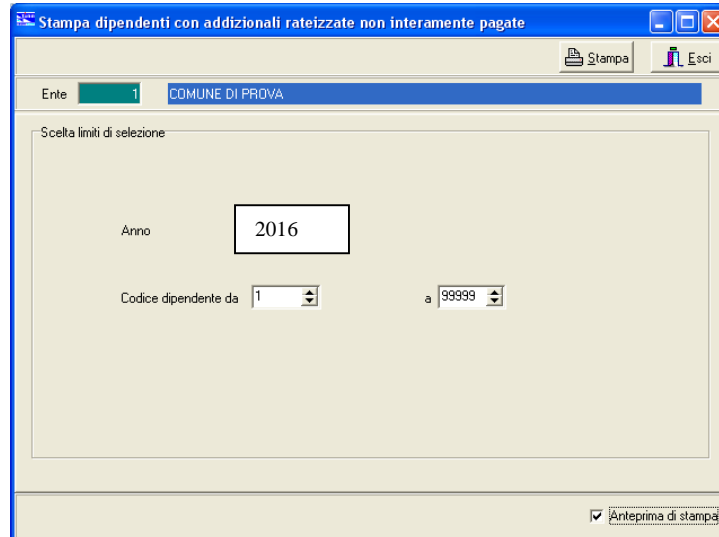 Stampa dipendenti con addizionali rateizzate non interamente pagate
Stampa Esci
Ente 1 COMUNE DI PROVA
Scelta limiti di selezione
Anno 2016
Codice dipendente da 1 a 99999
Anteprima di stampa